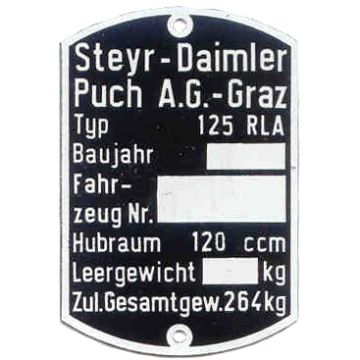 Steyr-Daimler
Puch A.G.-Graz
Typ 125 RLA
Baujahr
Fahr-
zeug Nr.
Hubraum 120 ccm
Leergewicht kg
Zul.Gesamtgew.264kg